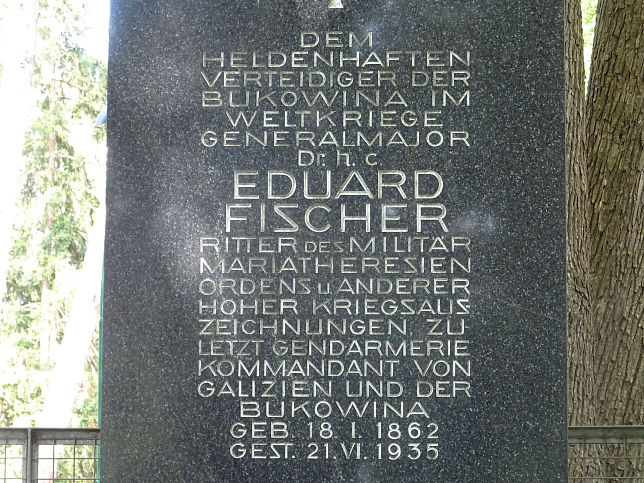 DEM
HELDENHAFTEN
VERTEIDIGER DER
BUKOWINA IM
WELTKRIEGE
GENERALMAJOR
Dr. h. c.
EDUARD
FISCHER
RITTER DES MILITÄR
MARIATHERESIEN
ORDENS u. ANDERER
HOHER KRIEGSAUS
ZEICHNUNGEN, ZU
LETZT GENDARMERIE
KOMMANDANT VON
GALIZIEN UND DER
BUKOWINA
GEB. 18. I. 1862
GEST. 21. VI. 1935